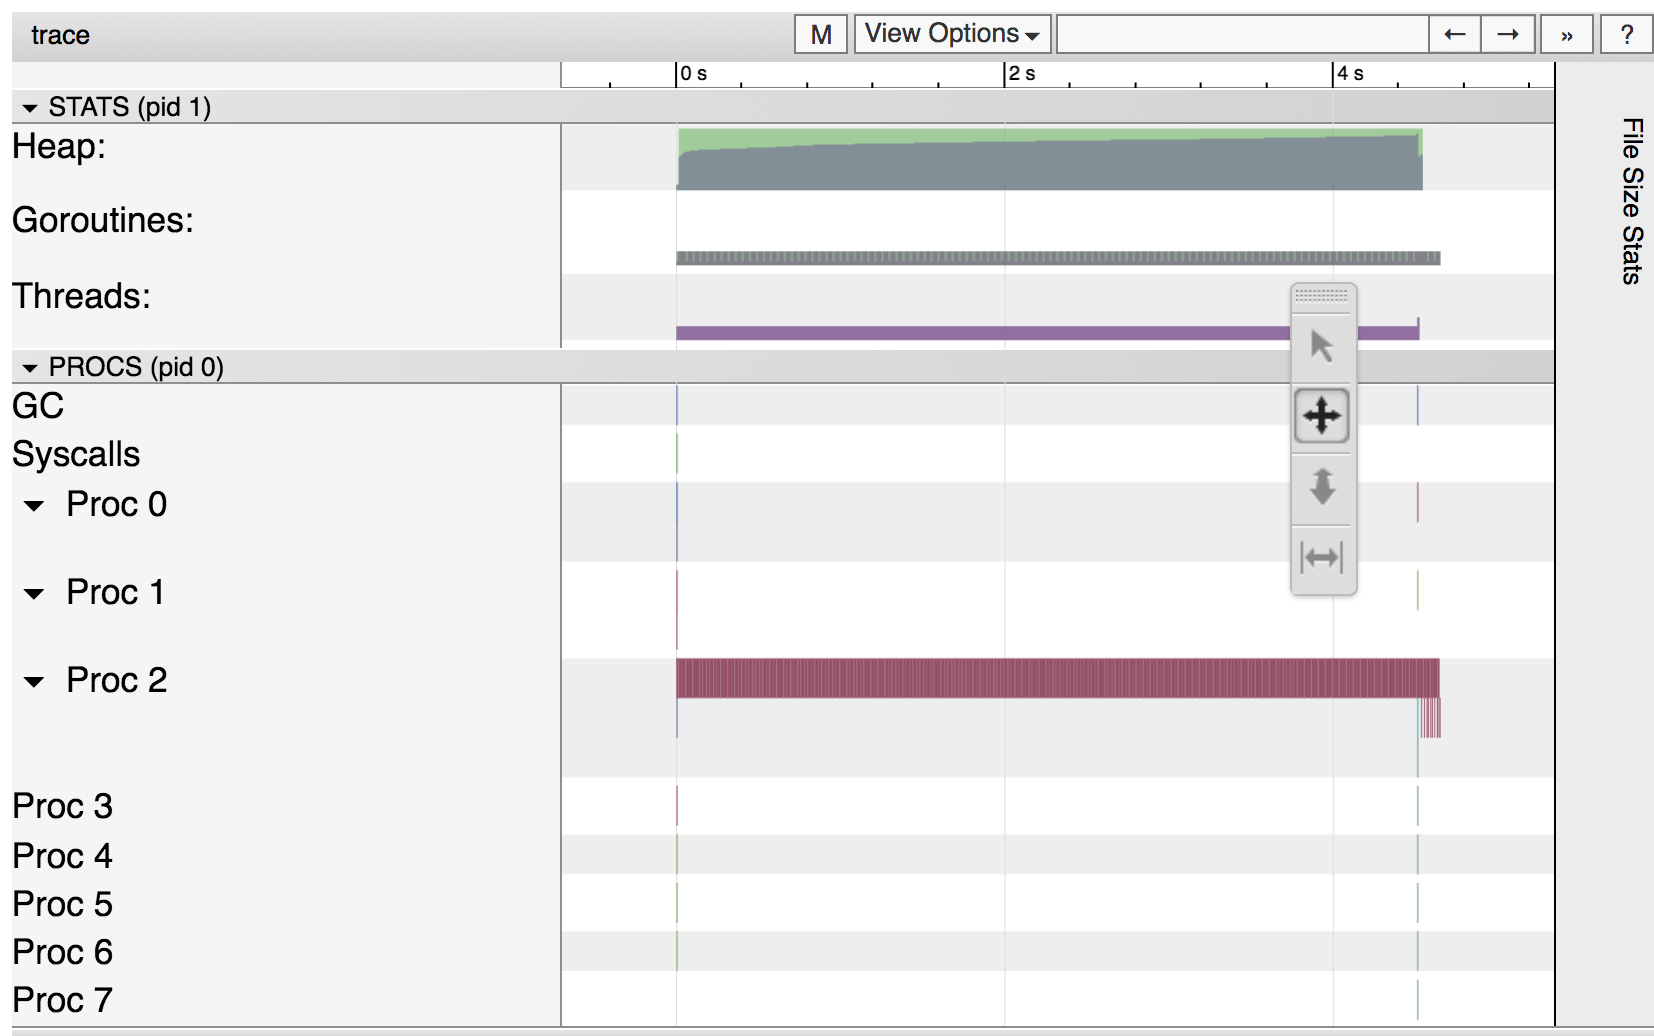 trace M View Options » ?
0 s 2 s 4 s
STATS (pid 1)
Heap:
Goroutines:
Threads:
PROCS (pid 0)
GC
Syscalls
Proc 0
Proc 1
Proc 2
Proc 3
Proc 4
Proc 5
Proc 6
Proc 7
File Size Stats